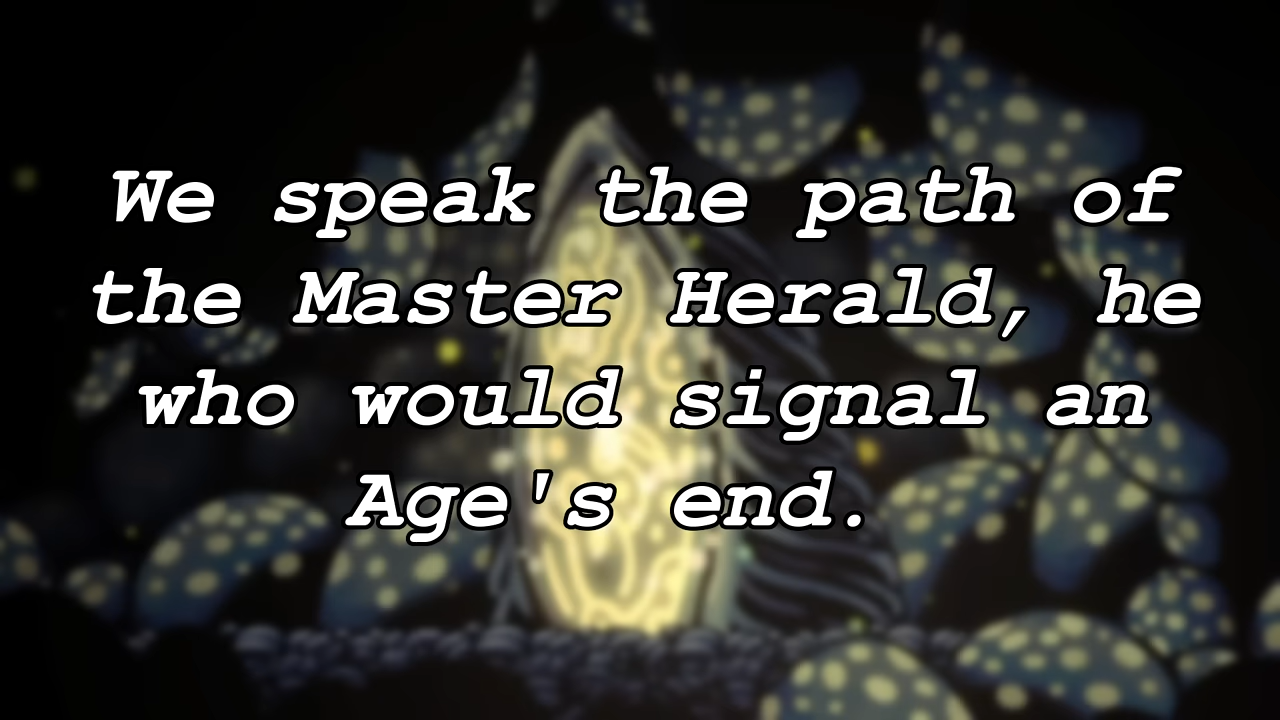 We speak the path of
the Master Herald, he
who would signal an
Age's end.